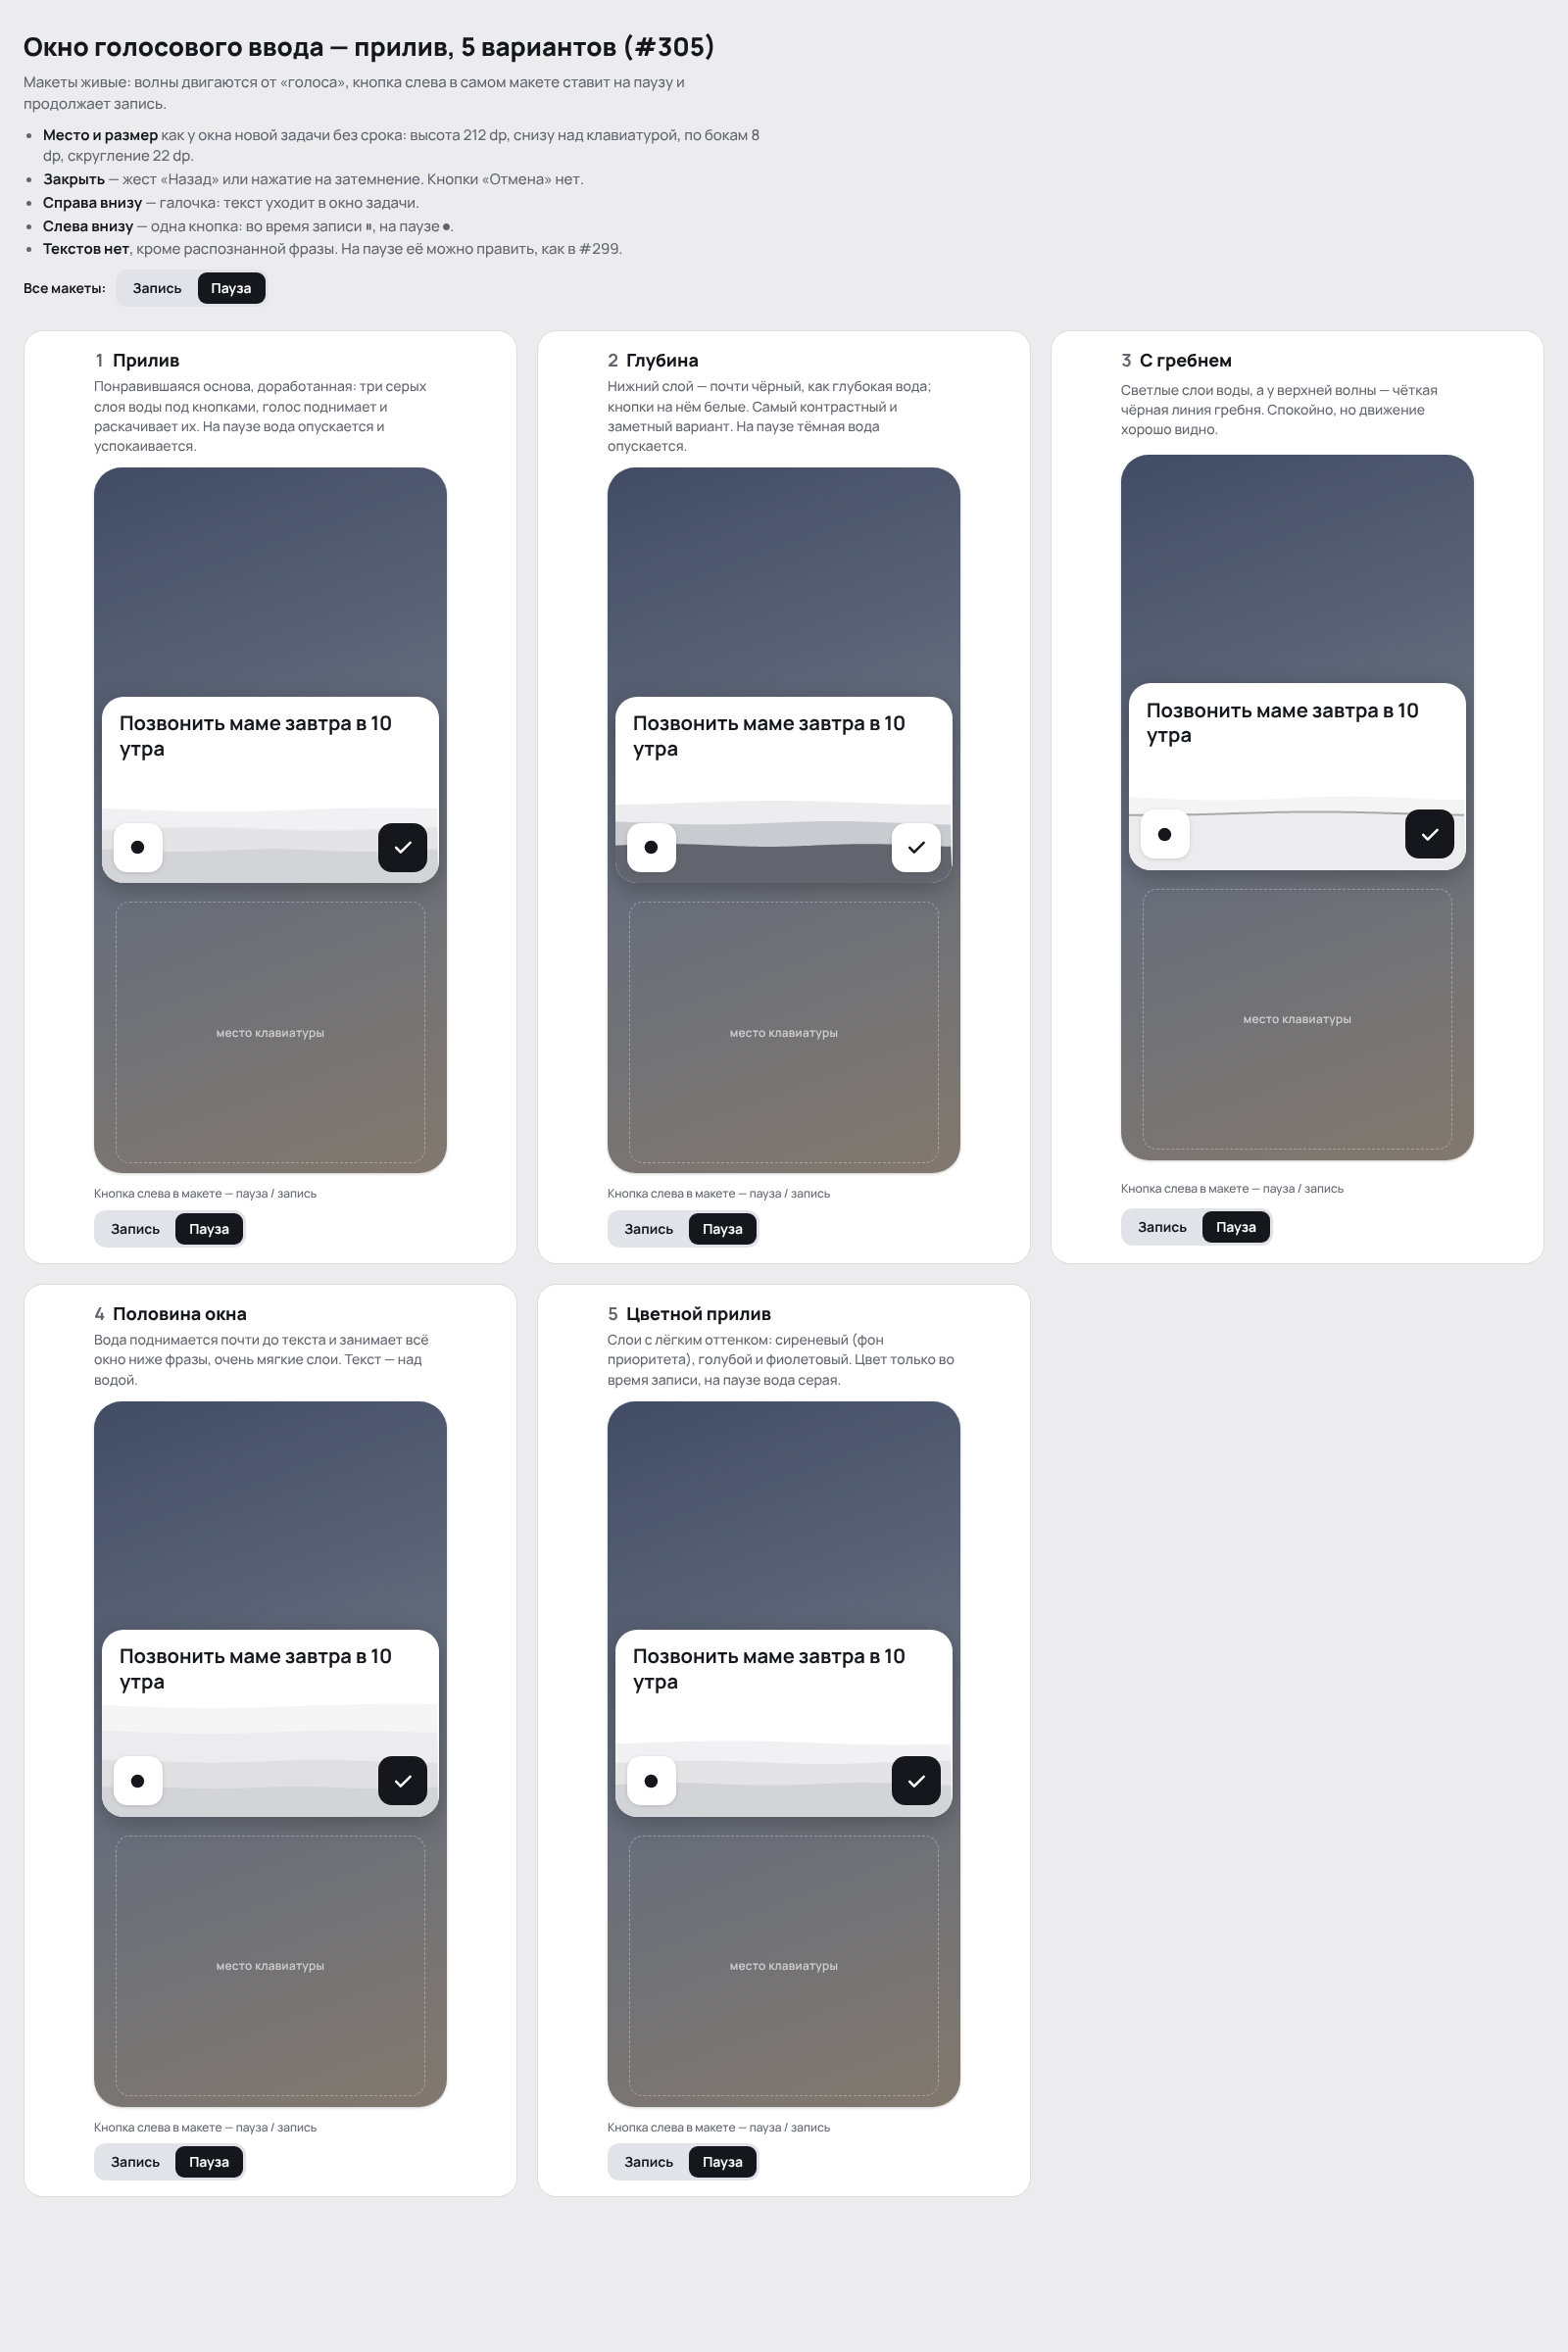 Окно голосового ввода — прилив, 5 вариантов (#305)
Макеты живые: волны двигаются от «голоса», кнопка слева в самом макете ставит на паузу и
продолжает запись.
• Место и размер как у окна новой задачи без срока: высота 212 dp, снизу над клавиатурой, по бокам 8
dp, скругление 22 dp.
• Закрыть — жест «Назад» или нажатие на затемнение. Кнопки «Отмена» нет.
• Справа внизу — галочка: текст уходит в окно задачи.
• Слева внизу — одна кнопка: во время записи ⏸, на паузе ●.
• Текстов нет, кроме распознанной фразы. На паузе её можно править, как в #299.
Все макеты: Запись Пауза
1 Прилив
Понравившаяся основа, доработанная: три серых
слоя воды под кнопками, голос поднимает и
раскачивает их. На паузе вода опускается и
успокаивается.
Позвонить маме завтра в 10
утра
место клавиатуры
Кнопка слева в макете — пауза / запись
Запись Пауза
2 Глубина
Нижний слой — почти чёрный, как глубокая вода;
кнопки на нём белые. Самый контрастный и
заметный вариант. На паузе тёмная вода
опускается.
Позвонить маме завтра в 10
утра
место клавиатуры
Кнопка слева в макете — пауза / запись
Запись Пауза
3 С гребнем
Светлые слои воды, а у верхней волны — чёткая
чёрная линия гребня. Спокойно, но движение
хорошо видно.
Позвонить маме завтра в 10
утра
место клавиатуры
Кнопка слева в макете — пауза / запись
Запись Пауза
4 Половина окна
Вода поднимается почти до текста и занимает всё
окно ниже фразы, очень мягкие слои. Текст — над
водой.
Позвонить маме завтра в 10
утра
место клавиатуры
Кнопка слева в макете — пауза / запись
Запись Пауза
5 Цветной прилив
Слои с лёгким оттенком: сиреневый (фон
приоритета), голубой и фиолетовый. Цвет только во
время записи, на паузе вода серая.
Позвонить маме завтра в 10
утра
место клавиатуры
Кнопка слева в макете — пауза / запись
Запись Пауза